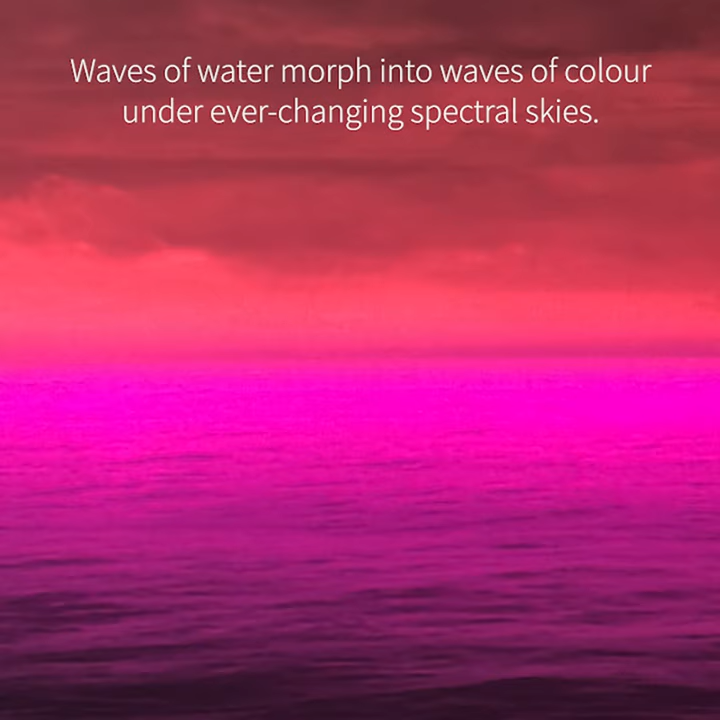 Waves of water morph into waves of colour
under ever-changing spectral skies.